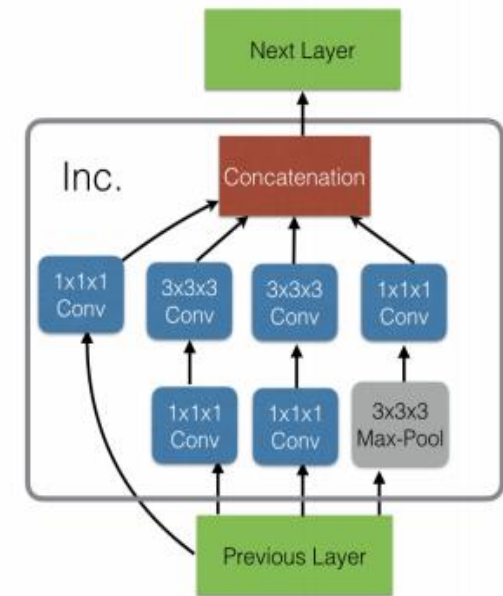 Next Layer
Inc.
Concatenation
1x1x1
Conv
3x3x3
Conv
3x3x3
Conv
1x1x1
Conv
1x1x1
Conv
1x1x1
Conv
3x3x3
Max-Pool
Previous Layer